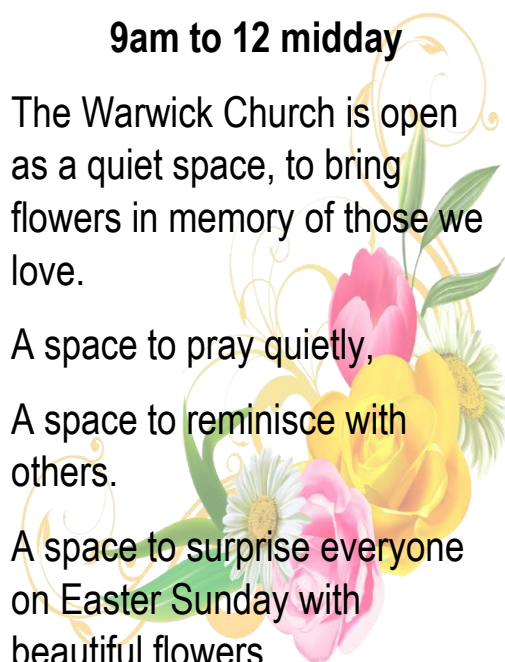 9am to 12 midday
The Warwick Church is open
as a quiet space, to bring
flowers in memory of those we
love.
A space to pray quietly,
A space to reminisce with
others.
A space to surprise everyone
on Easter Sunday with
beautiful flowers